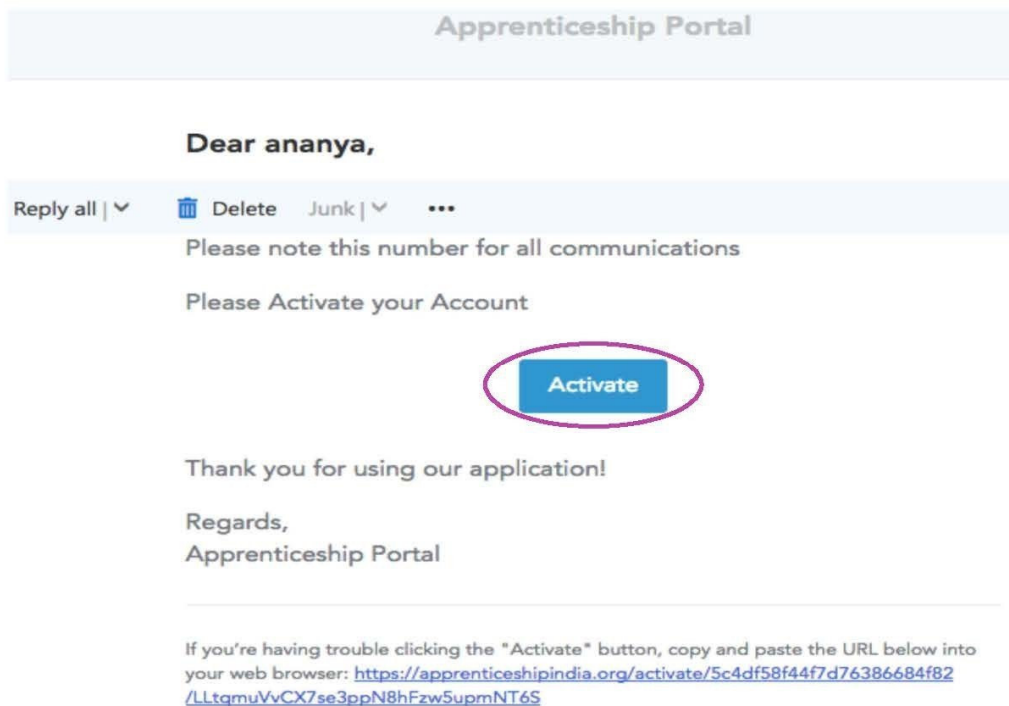 Apprenticeship Portal
Dear ananya,
Reply all | Delete Junk | •••
Please note this number for all communications
Please Activate your Account
Activate
Thank you for using our application!
Regards,
Apprenticeship Portal
If you're having trouble clicking the "Activate" button, copy and paste the URL below into
your web browser: https://apprenticeshipindia.org/activate/5c4df58f44f7d76386684f82
/LLtqmuVvCX7se3ppN8hFzw5upmNT6S